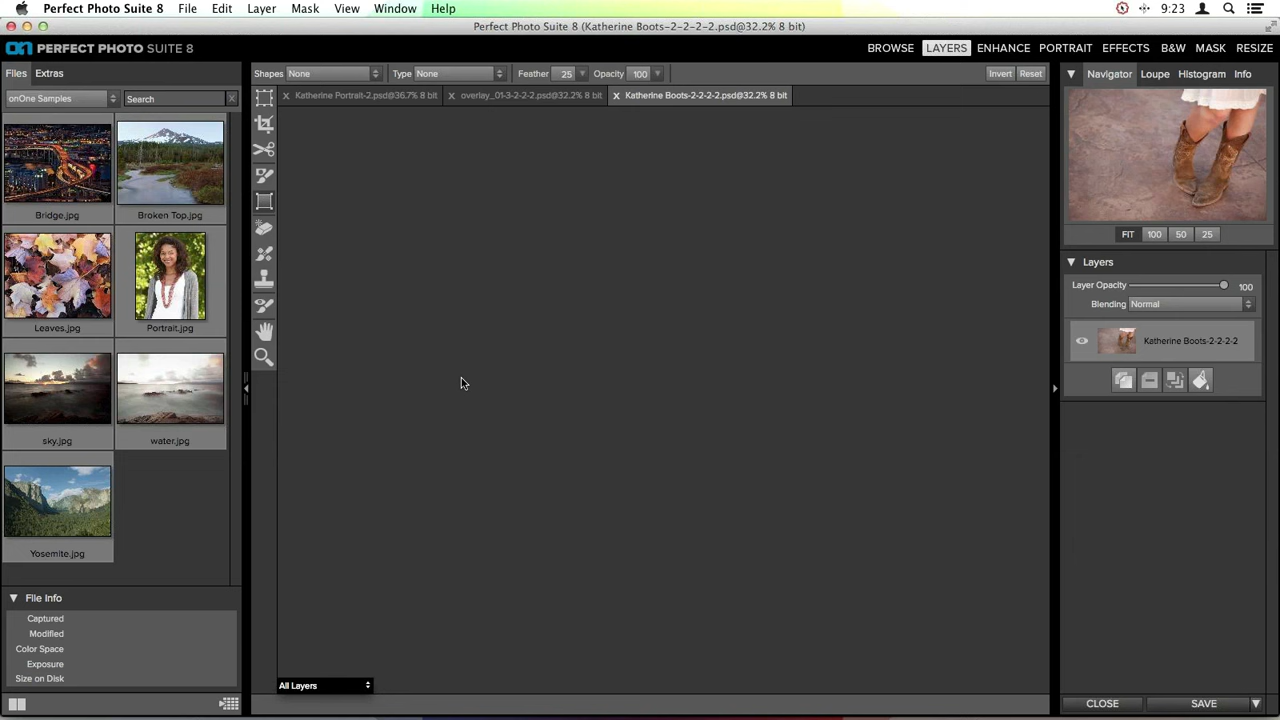 Perfect Photo Suite 8 File Edit Layer Mask View Window Help 9:23
Perfect Photo Suite 8 (Katherine Boots-2-2-2-2.psd@32.2% 8 bit)
on PERFECT PHOTO SUITE 8 BROWSE LAYERS ENHANCE PORTRAIT EFFECTS B&W MASK RESIZE
Files Extras Shapes None Type None Feather 25 Opacity 100 Invert Reset Navigator Loupe Histogram Info
onOne Samples Search X Katherine Portrait-2.psd@36.7% 8 bit overlay_01-3-2-2-2.psd@32.2% 8 bit Katherine Boots-2-2-2-2.psd@32.2% 8 bit
Bridge.jpg Broken Top.jpg
FIT 100 50 25
Layers
Layer Opacity 100
Blending Normal
Leaves.jpg Portrait.jpg
Katherine Boots-2-2-2-2
sky.jpg water.jpg
Yosemite.jpg
File Info
Captured
Modified
Color Space
Exposure
Size on Disk
All Layers
CLOSE SAVE